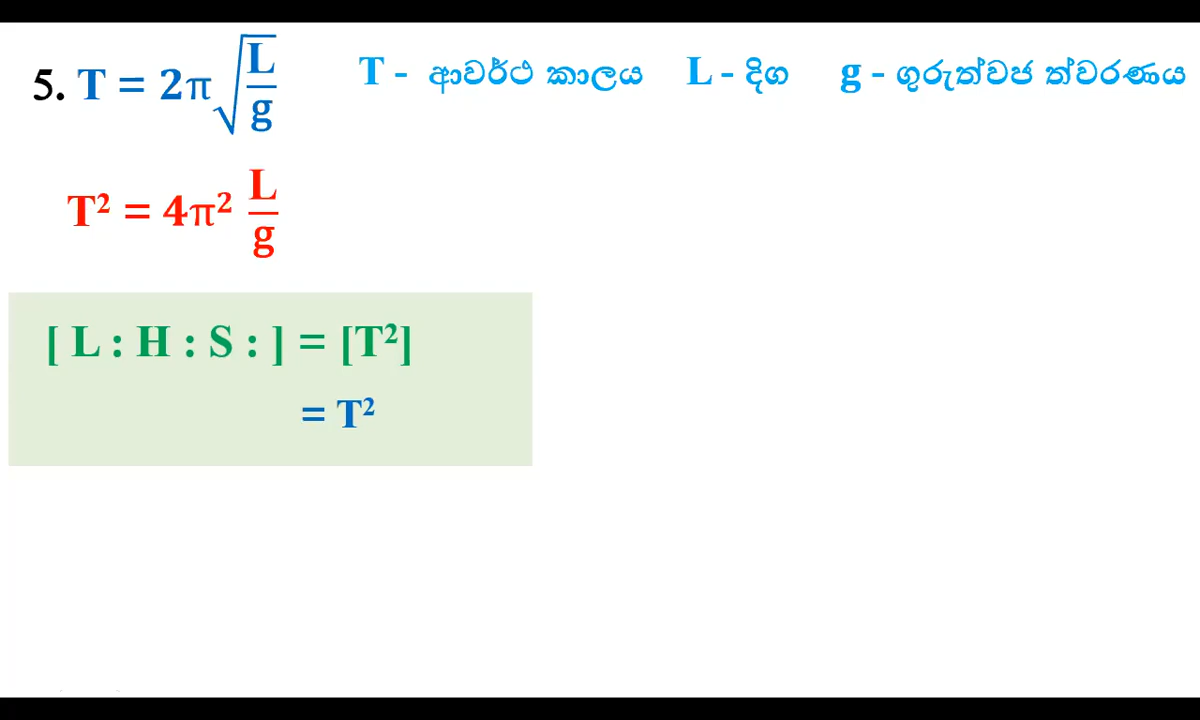 5. T = 2π √(L/g) T - ආවර්ථ කාලය L - දිග g - ගුරුත්වජ ත්වරණය
T² = 4π² L/g
[ L : H : S : ] = [T²]
= T²